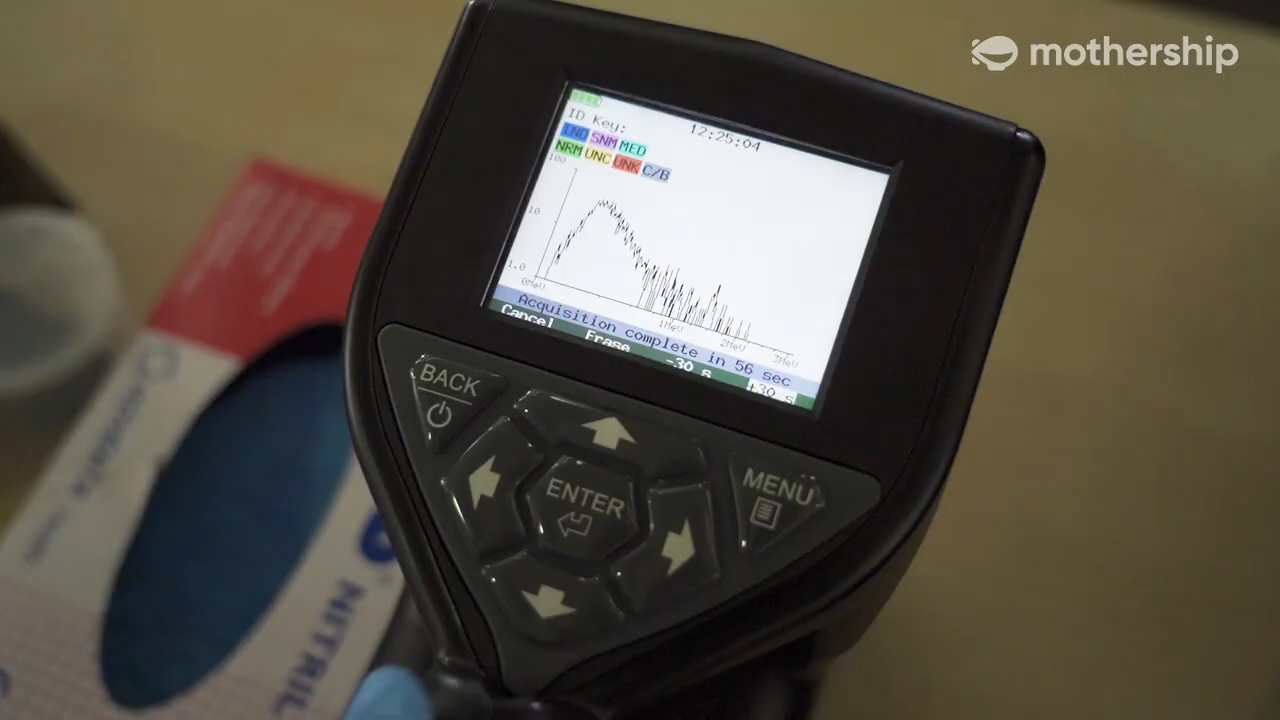 mothership
12:25:04
ID Key:
IND SNM MED
NRM UNC UNK C/B
100
10
1.0
0MeV
1MeV
2MeV
3MeV
Acquisition complete in 56 sec
Cancel Erase -30 s +30 s
BACK
MENU
ENTER
NITRIL